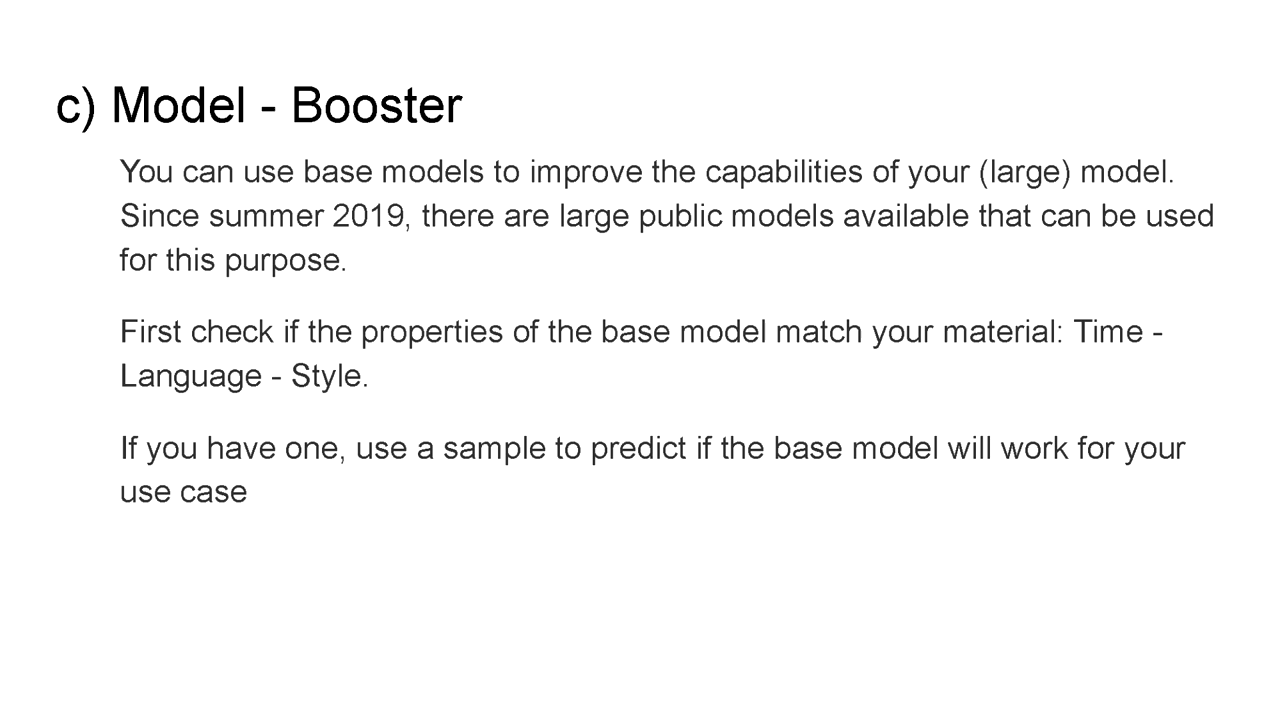 c) Model - Booster
You can use base models to improve the capabilities of your (large) model.
Since summer 2019, there are large public models available that can be used
for this purpose.
First check if the properties of the base model match your material: Time -
Language - Style.
If you have one, use a sample to predict if the base model will work for your
use case